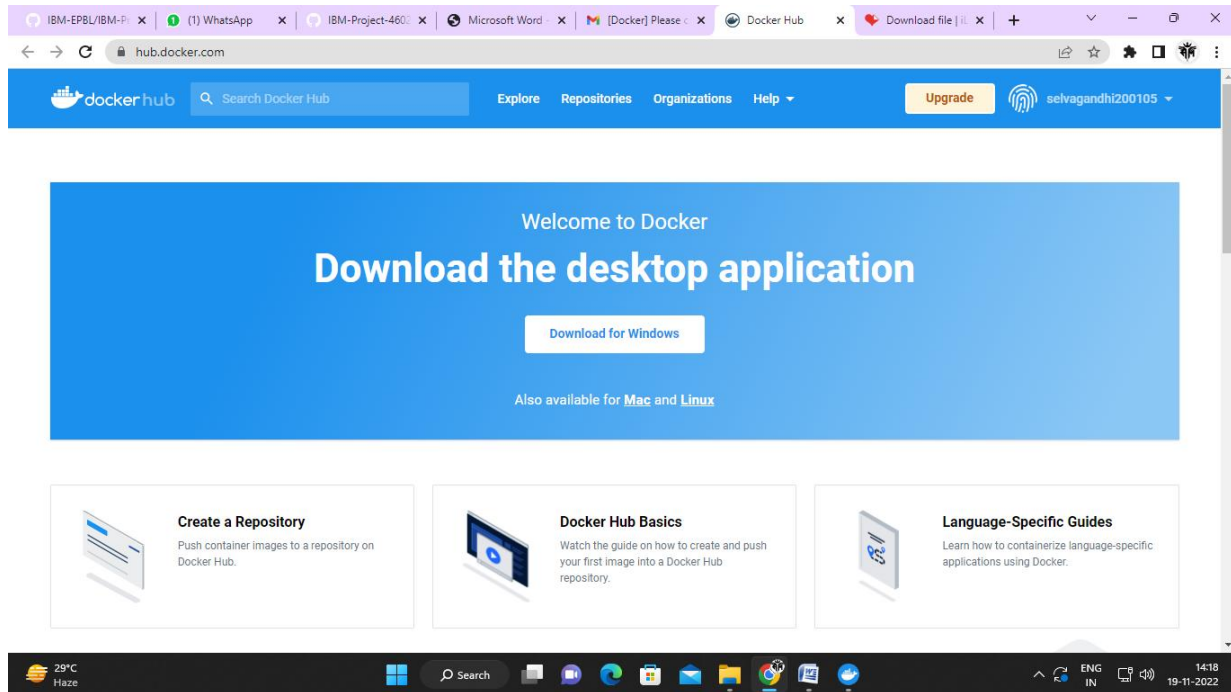 IBM-EPBL/IBM-Pr
(1) WhatsApp
IBM-Project-4602
Microsoft Word -
[Docker] Please c
Docker Hub
Download file | iL
hub.docker.com
dockerhub
Search Docker Hub
Explore
Repositories
Organizations
Help
Upgrade
selvagandhi200105
Welcome to Docker
Download the desktop application
Download for Windows
Also available for Mac and Linux
Create a Repository
Push container images to a repository on
Docker Hub.
Docker Hub Basics
Watch the guide on how to create and push
your first image into a Docker Hub
repository.
Language-Specific Guides
Learn how to containerize language-specific
applications using Docker.
29°C
Haze
Search
ENG
IN
14:18
19-11-2022